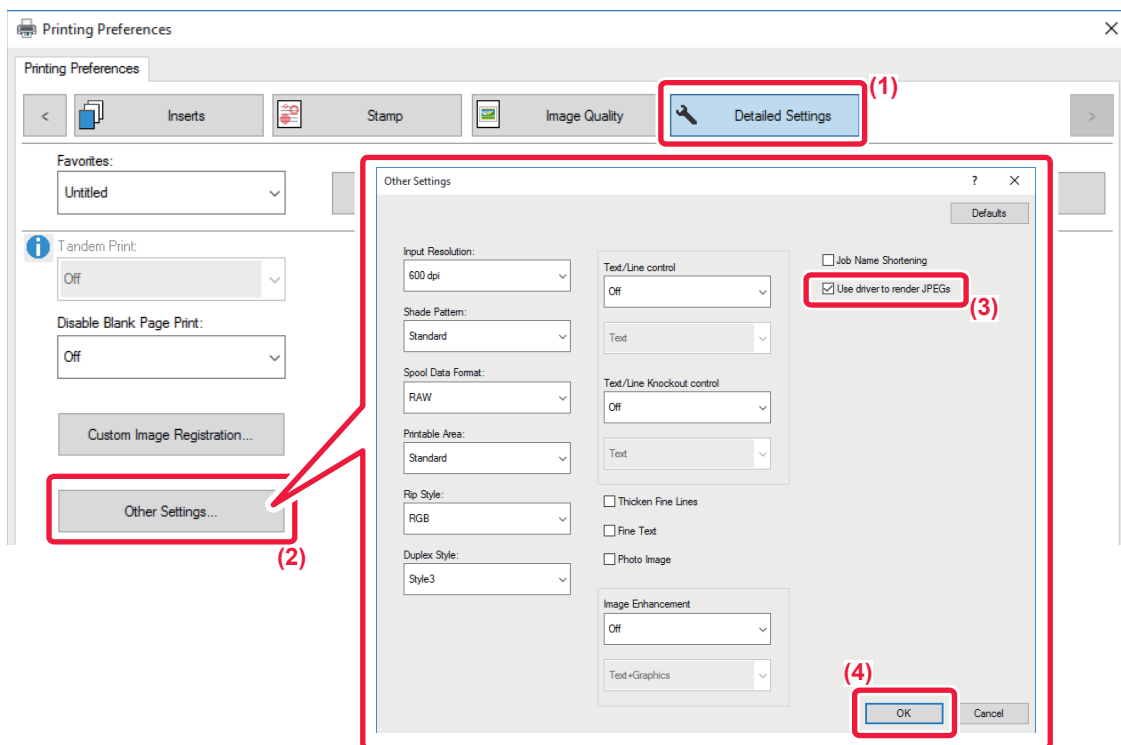 Printing Preferences
Printing Preferences
(1)
< Inserts Stamp Image Quality Detailed Settings >
Favorites:
Untitled
Tandem Print:
Off
Disable Blank Page Print:
Off
Custom Image Registration...
Other Settings...
(2)
Other Settings ? ×
Defaults
Input Resolution:
600 dpi
Shade Pattern:
Standard
Spool Data Format:
RAW
Printable Area:
Standard
Rip Style:
RGB
Duplex Style:
Style3
Text/Line control
Off
Text
Text/Line Knockout control
Off
Text
Thicken Fine Lines
Fine Text
Photo Image
Image Enhancement
Off
Text+Graphics
Job Name Shortening
Use driver to render JPEGs
(3)
(4)
OK Cancel